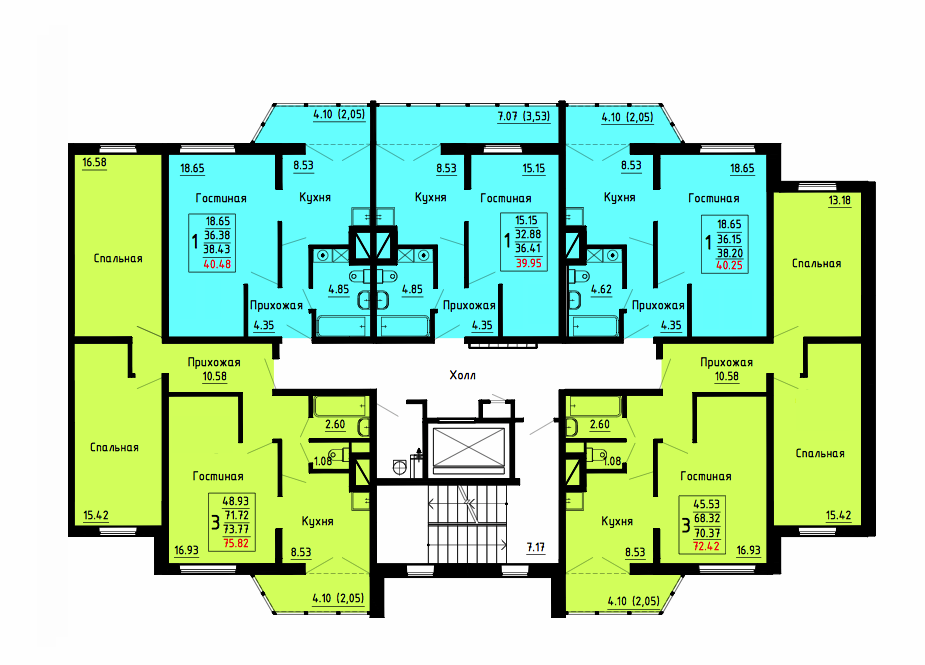 4.10 (2,05)
7.07 (3,53)
4.10 (2,05)
16.58
18.65
8.53
8.53
15.15
8.53
18.65
13.18
Гостиная
Кухня
Кухня
Гостиная
Кухня
Гостиная
1
18.65
36.38
38.43
40.48
1
15.15
32.88
36.41
39.95
1
18.65
36.15
38.20
40.25
Спальная
Спальная
4.85
4.85
4.62
Прихожая
4.35
Прихожая
4.35
Прихожая
4.35
Прихожая
10.58
Холл
Прихожая
10.58
2.60
2.60
Спальная
Спальная
1.08
1.08
Гостиная
Гостиная
3
48.93
71.72
73.77
75.82
3
45.53
68.32
70.37
72.42
15.42
Кухня
Кухня
15.42
16.93
8.53
7.17
8.53
16.93
4.10 (2,05)
4.10 (2,05)